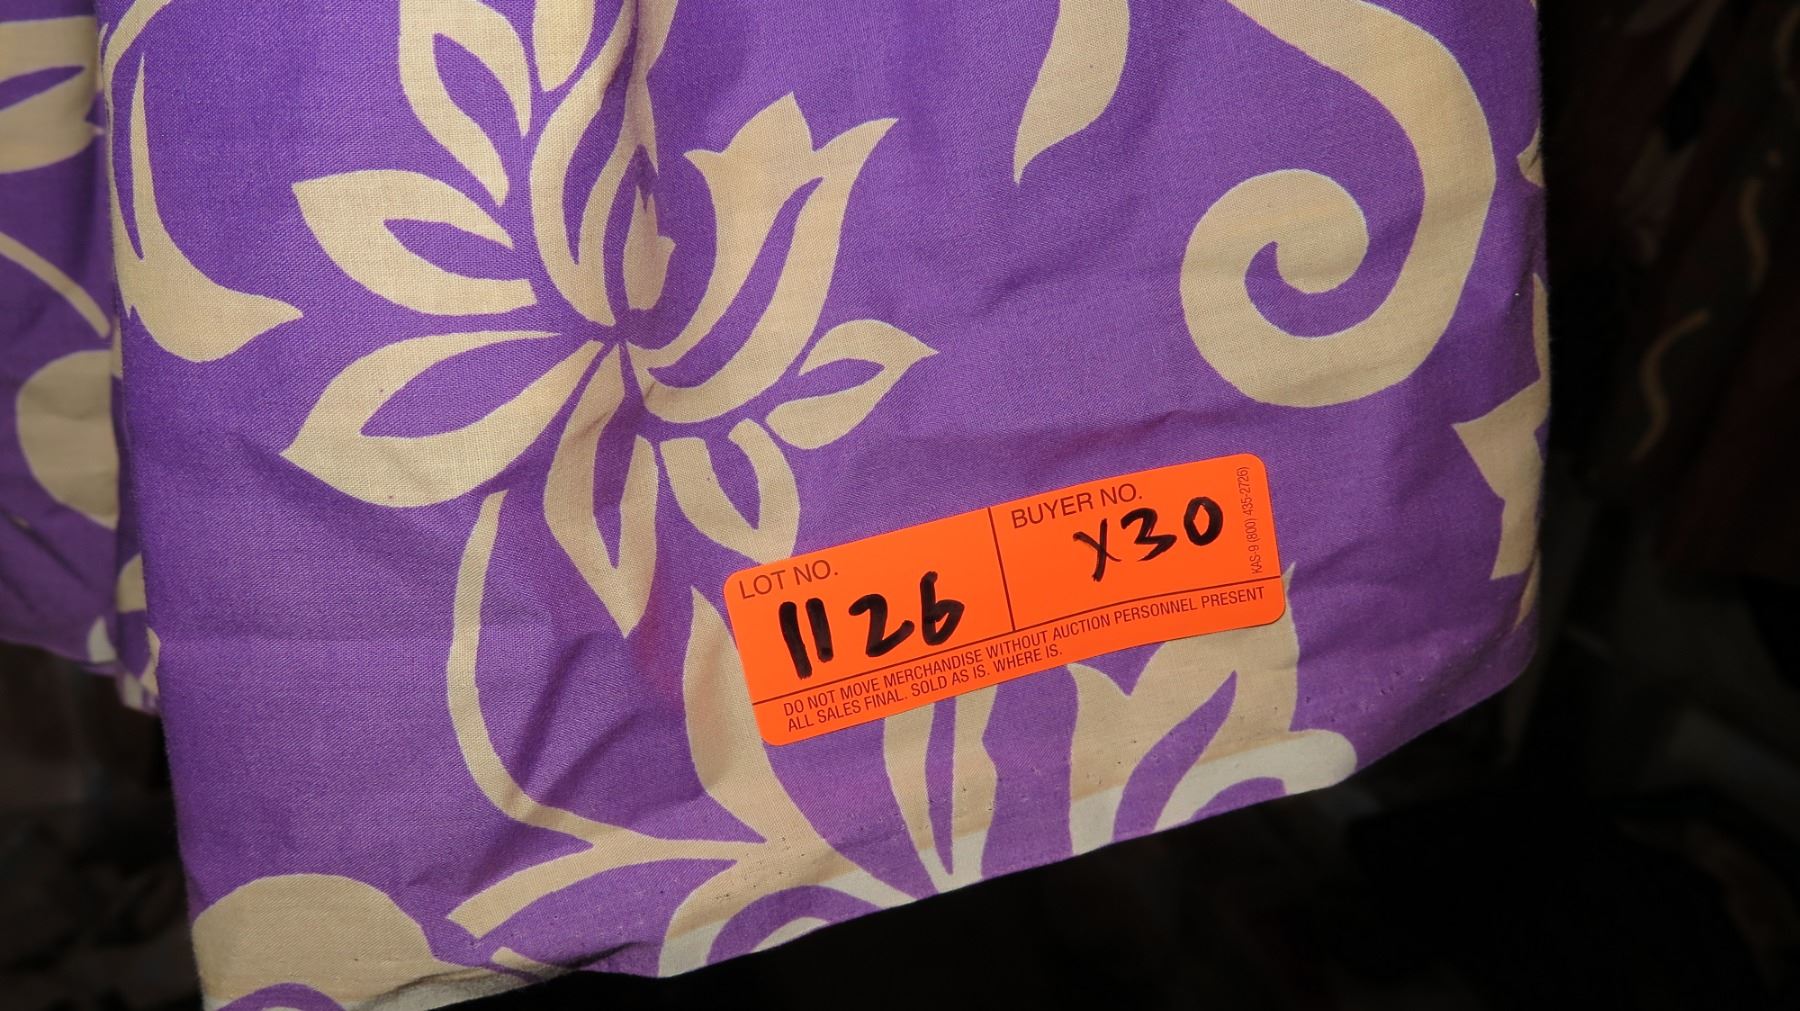 LOT NO.
1126
BUYER NO.
X30
KAS-9 (800) 435-2726)
DO NOT MOVE MERCHANDISE WITHOUT AUCTION PERSONNEL PRESENT
ALL SALES FINAL. SOLD AS IS. WHERE IS.